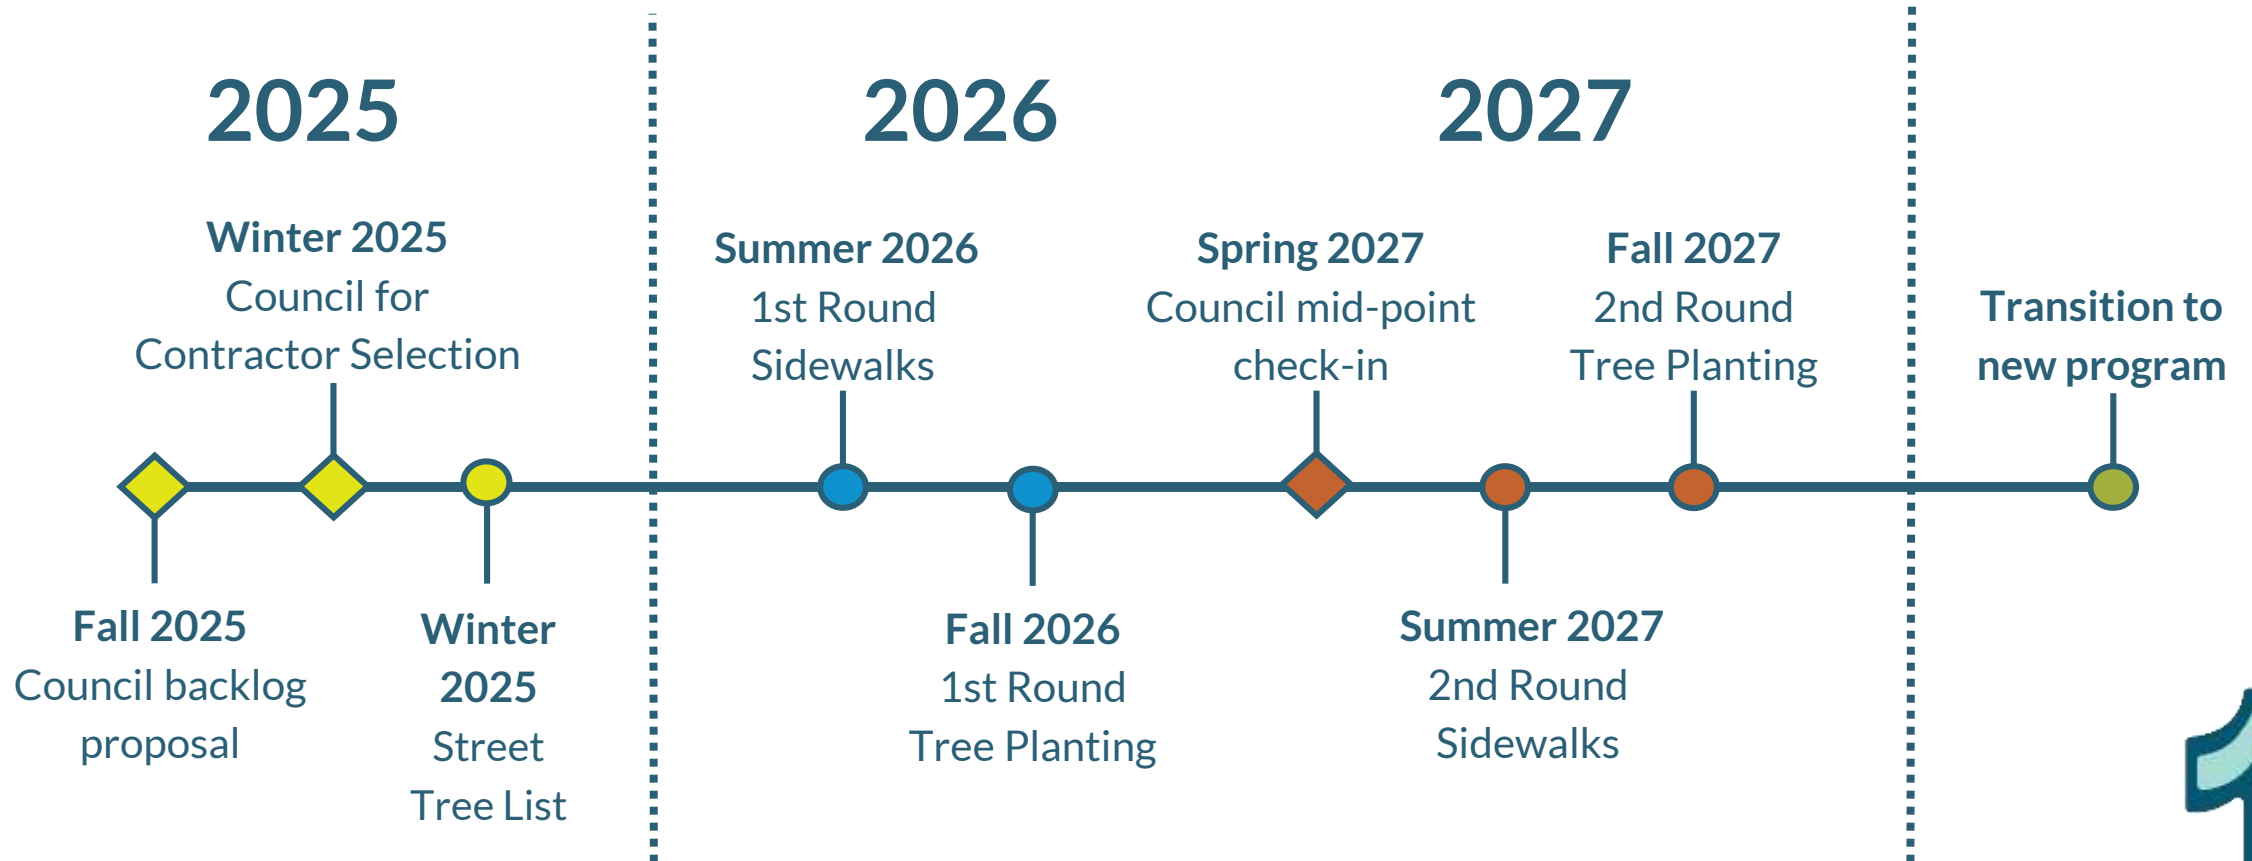 2025
2026
2027
Winter 2025
Council for
Contractor Selection
Summer 2026
1st Round
Sidewalks
Spring 2027
Council mid-point
check-in
Fall 2027
2nd Round
Tree Planting
Transition to
new program
Fall 2025
Council backlog
proposal
Winter
2025
Street
Tree List
Fall 2026
1st Round
Tree Planting
Summer 2027
2nd Round
Sidewalks